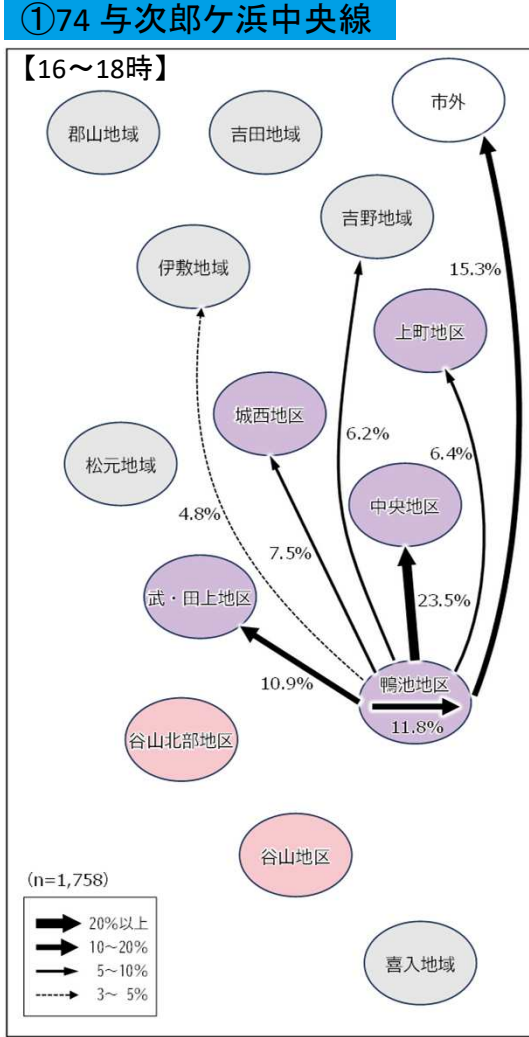 ①74 与次郎ケ浜中央線
【16～18時】
市外
郡山地域
吉田地域
吉野地域
伊敷地域
15.3%
上町地区
城西地区
6.2%
6.4%
松元地域
中央地区
4.8%
7.5%
武・田上地区
23.5%
10.9%
鴨池地区
11.8%
谷山北部地区
谷山地区
(n=1,758)
20%以上
10～20%
5～10%
3～ 5%
喜入地域